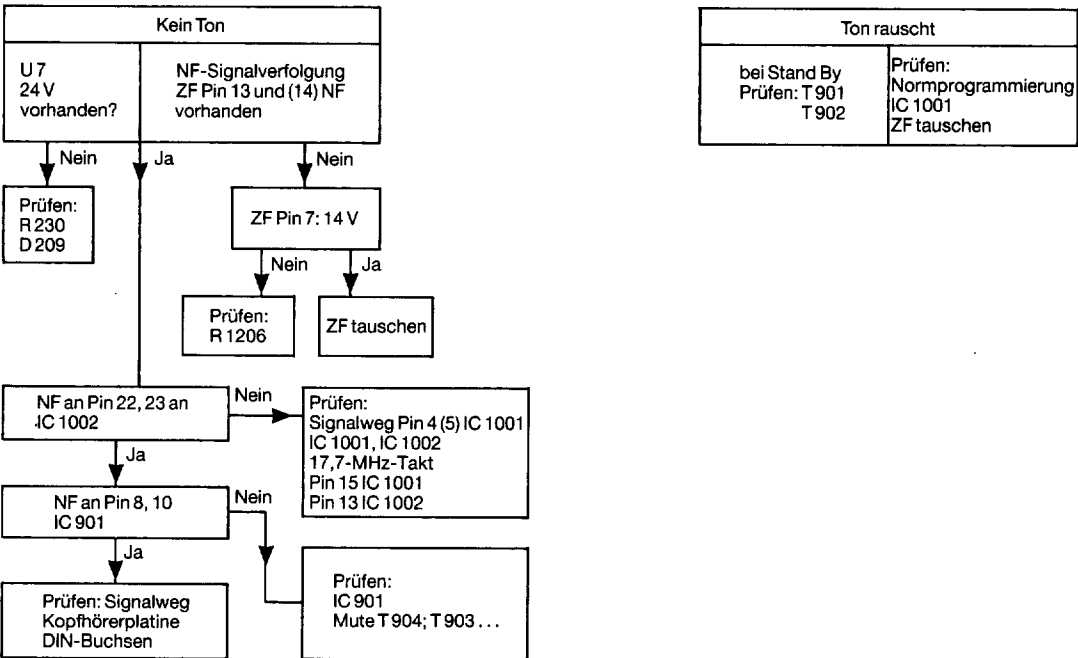 Kein Ton
U 7
24 V
vorhanden?
NF-Signalverfolgung
ZF Pin 13 und (14) NF
vorhanden
Nein
Ja
Nein
Prüfen:
R 230
D 209
ZF Pin 7: 14 V
Nein
Ja
Prüfen:
R 1206
ZF tauschen
NF an Pin 22, 23 an
IC 1002
Nein
Prüfen:
Signalweg Pin 4 (5) IC 1001
IC 1001, IC 1002
17,7-MHz-Takt
Pin 15 IC 1001
Pin 13 IC 1002
Ja
NF an Pin 8, 10
IC 901
Nein
Ja
Prüfen: Signalweg
Kopfhörerplatine
DIN-Buchsen
Prüfen:
IC 901
Mute T 904; T 903 . . .
Ton rauscht
bei Stand By
Prüfen: T 901
T 902
Prüfen:
Normprogrammierung
IC 1001
ZF tauschen